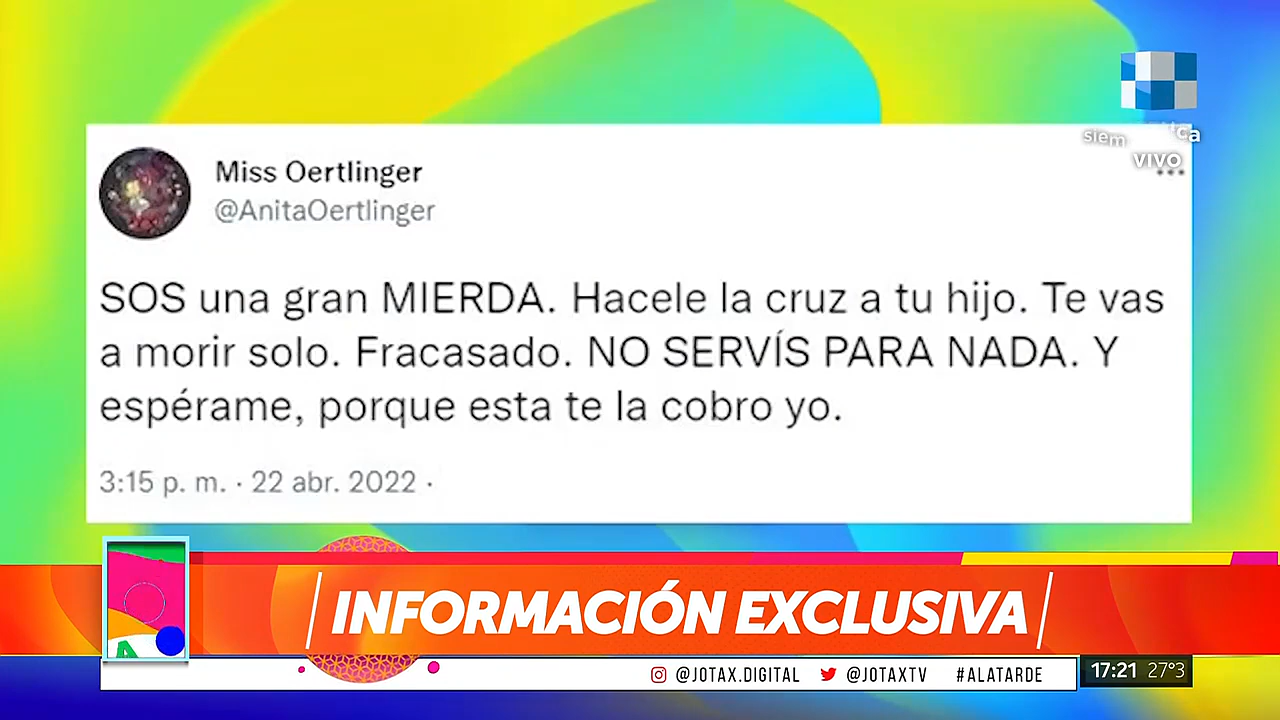 siem
ca
VIVO
Miss Oertlinger
@AnitaOertlinger
SOS una gran MIERDA. Hacele la cruz a tu hijo. Te vas
a morir solo. Fracasado. NO SERVÍS PARA NADA. Y
espérame, porque esta te la cobro yo.
3:15 p. m. · 22 abr. 2022 ·
INFORMACIÓN EXCLUSIVA
@JOTAX.DIGITAL @JOTAXTV #ALATARDE
17:21 27°3